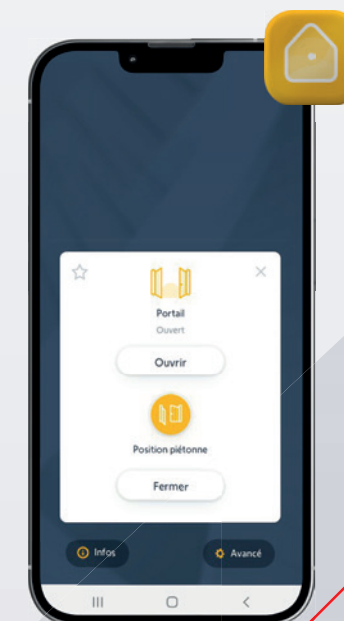 Portail
Ouvert
Ouvrir
Position piétonne
Fermer
Infos
Avancé